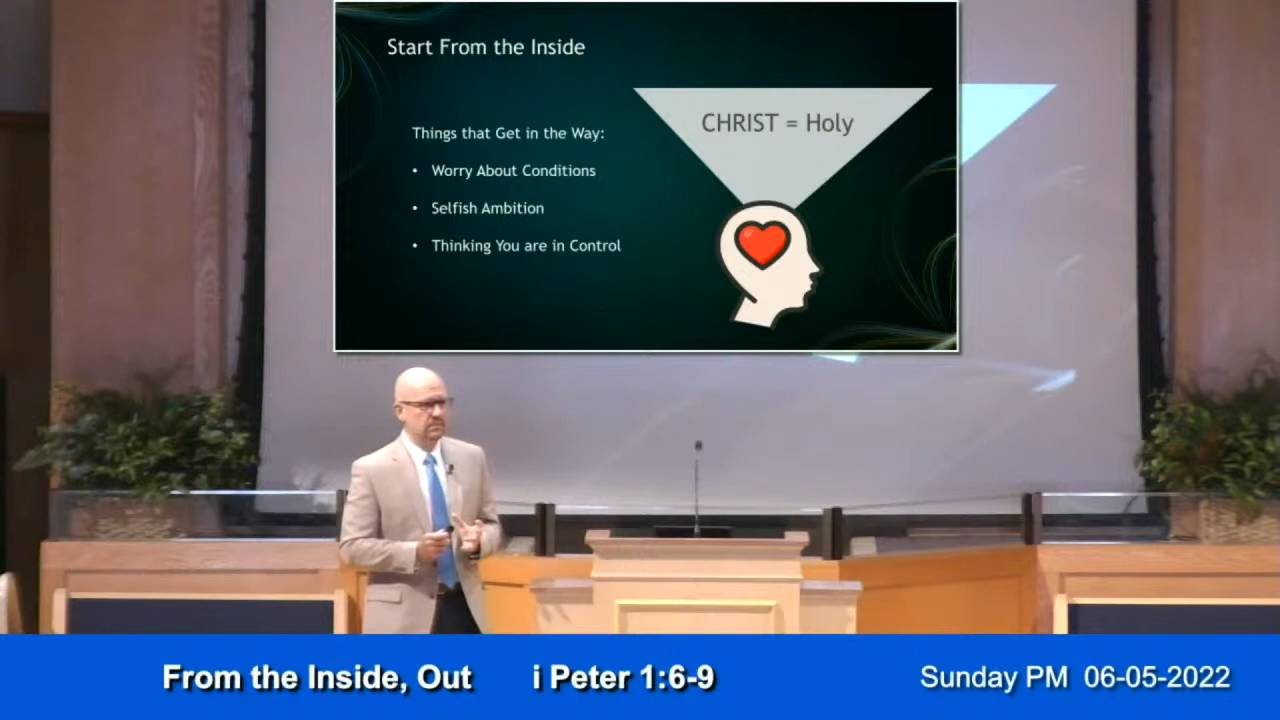 Start From the Inside
CHRIST = Holy
Things that Get in the Way:
• Worry About Conditions
• Selfish Ambition
• Thinking You are in Control
From the Inside, Out i Peter 1:6-9 Sunday PM 06-05-2022